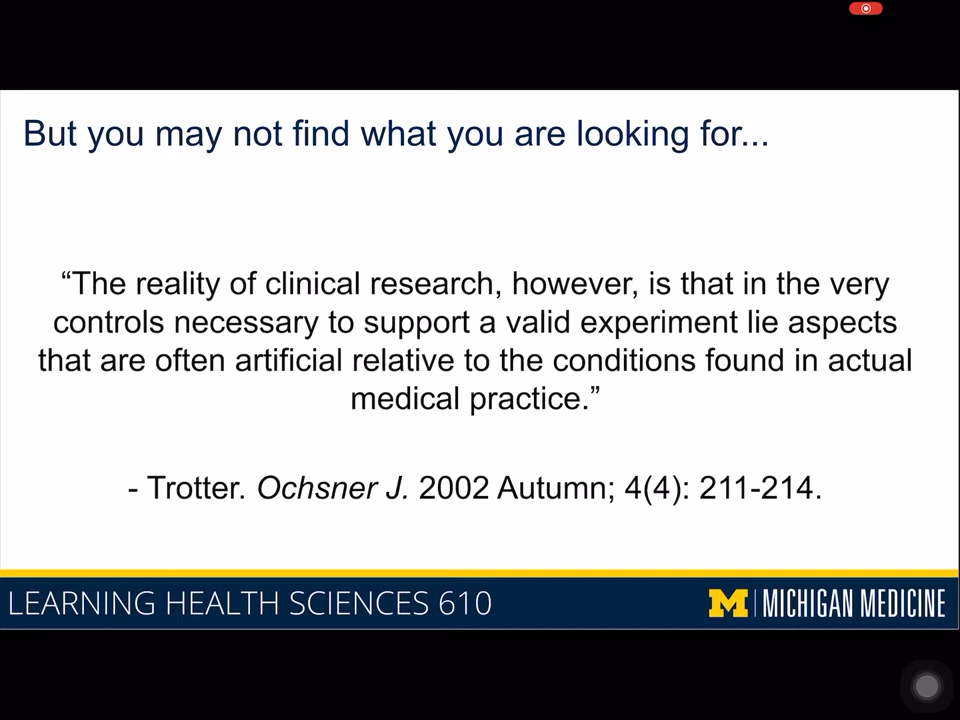 But you may not find what you are looking for...
“The reality of clinical research, however, is that in the very
controls necessary to support a valid experiment lie aspects
that are often artificial relative to the conditions found in actual
medical practice.”
- Trotter. Ochsner J. 2002 Autumn; 4(4): 211-214.
LEARNING HEALTH SCIENCES 610
M MICHIGAN MEDICINE